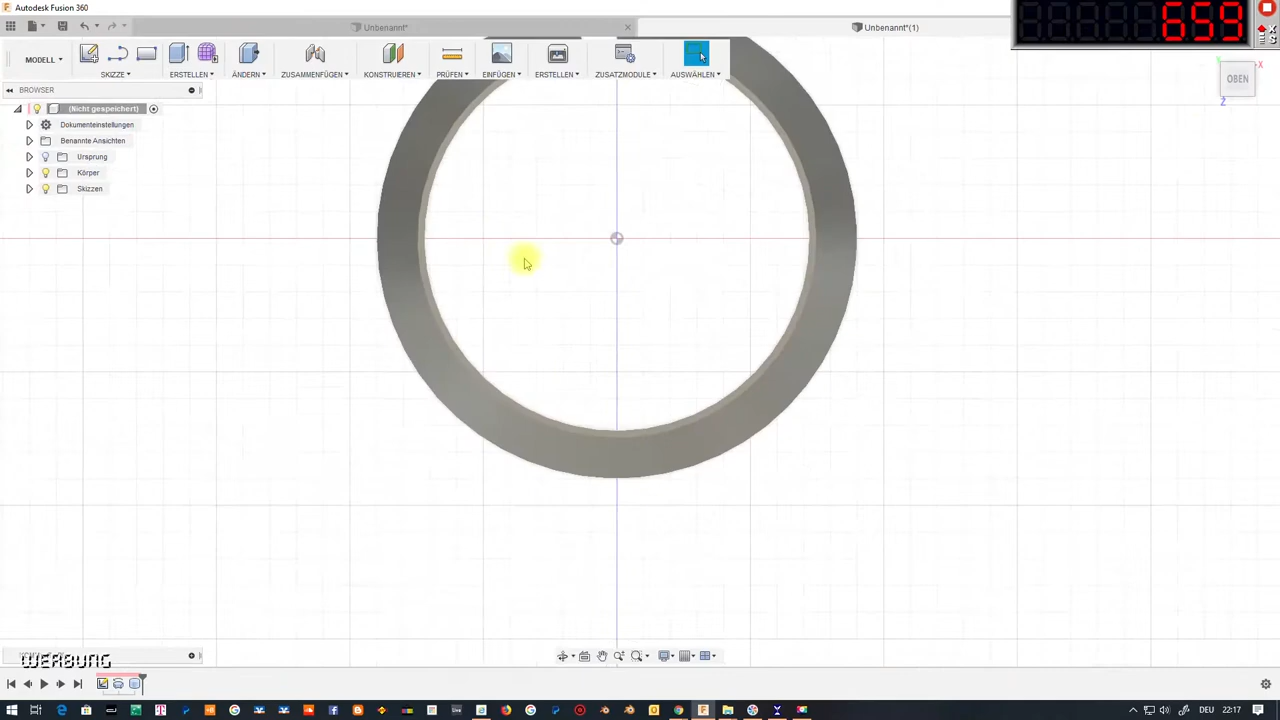 Autodesk Fusion 360
Unbenannt*
Unbenannt*(1)
659
MODELL
SKIZZE
ERSTELLEN
ÄNDERN
ZUSAMMENFÜGEN
KONSTRUIEREN
PRÜFEN
EINFÜGEN
ERSTELLEN
ZUSATZMODULE
AUSWÄHLEN
X
Y
OBEN
Z
BROWSER
(Nicht gespeichert)
Dokumenteinstellungen
Benannte Ansichten
Ursprung
Körper
Skizzen
WERBUNG
DEU
22:17